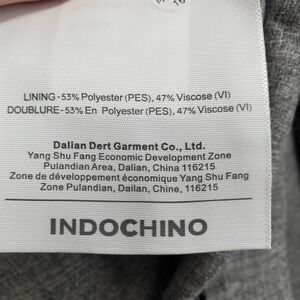 LINING-53% Polyester (PES), 47% Viscose (VI)
DOUBLURE-53% En Polyester (PES), 47% Viscose (VI)
Dalian Dert Garment Co., Ltd.
Yang Shu Fang Economic Development Zone
Pulandian Area, Dalian, China 116215
Zone de développement économique Yang Shu Fang
Zone Pulandian, Dailan, Chine, 116215
INDOCHINO